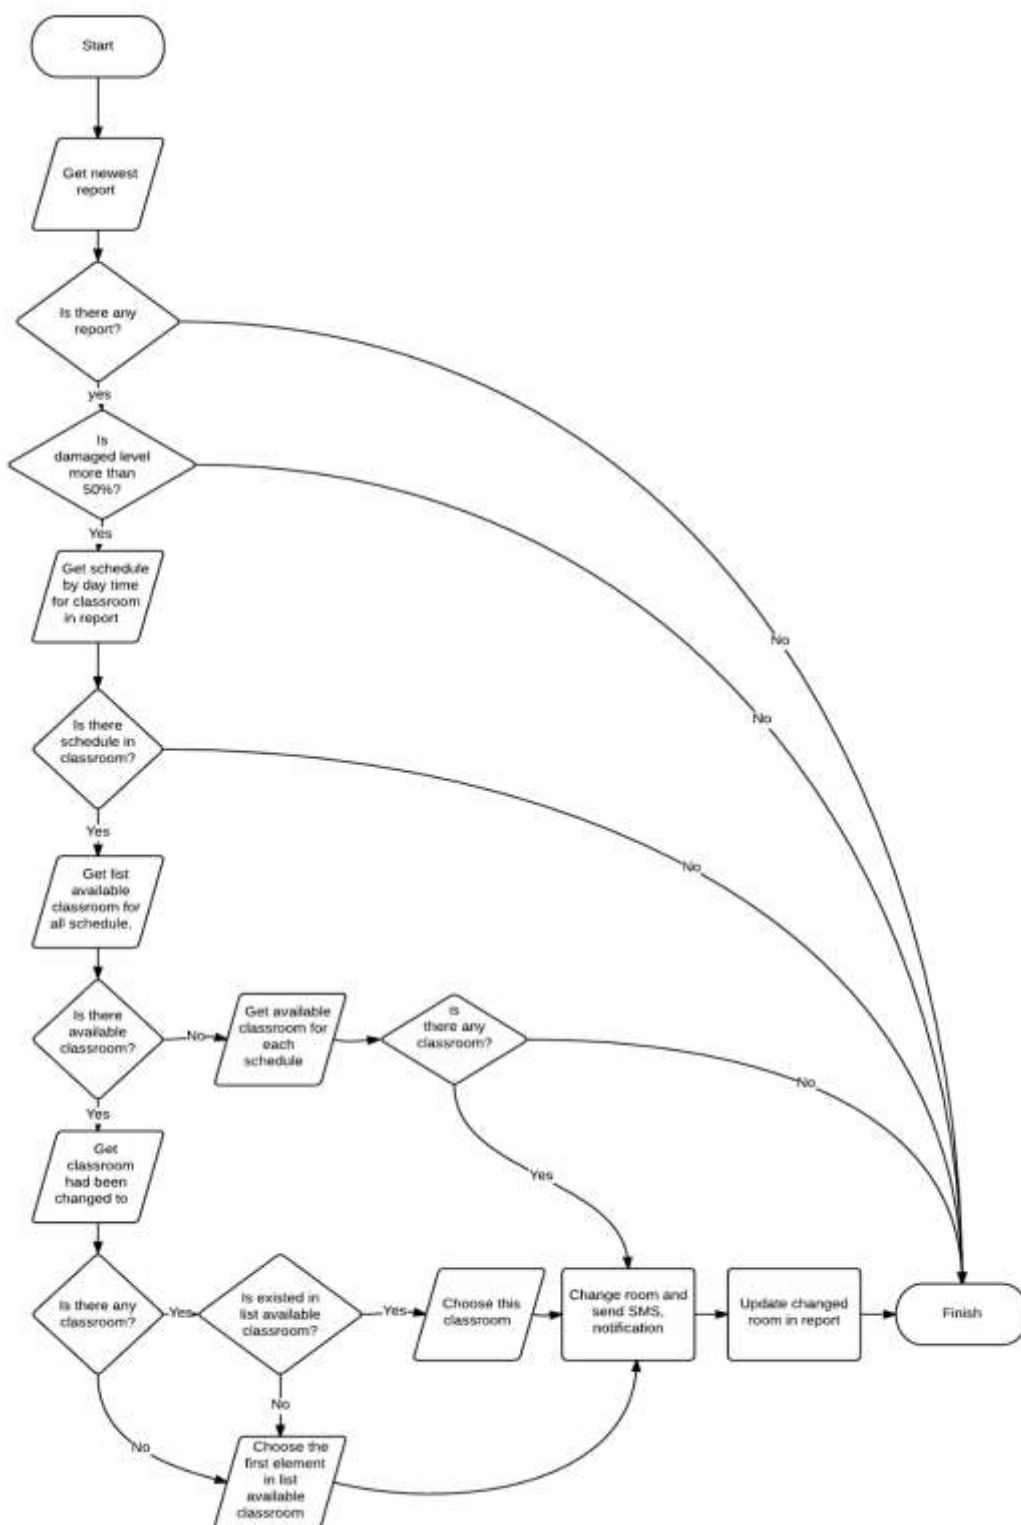 Start
Get newest
report
Is there any
report?
yes
Is
damaged level
more than
50%?
Yes
Get schedule
by day time
for classroom
in report
No
No
Is there
schedule in
classroom?
No
Yes
Get list
available
classroom for
all schedule.
Is there
available
classroom?
No
Get available
classroom for
each
schedule
Is
there any
classroom?
No
Yes
Get
classroom
had been
changed to
Yes
Is there any
classroom?
Yes
Is existed in
list available
classroom?
Yes
Choose this
classroom
Change room and
send SMS,
notification
Update changed
room in report
Finish
No
No
Choose the
first element
in list
available
classroom